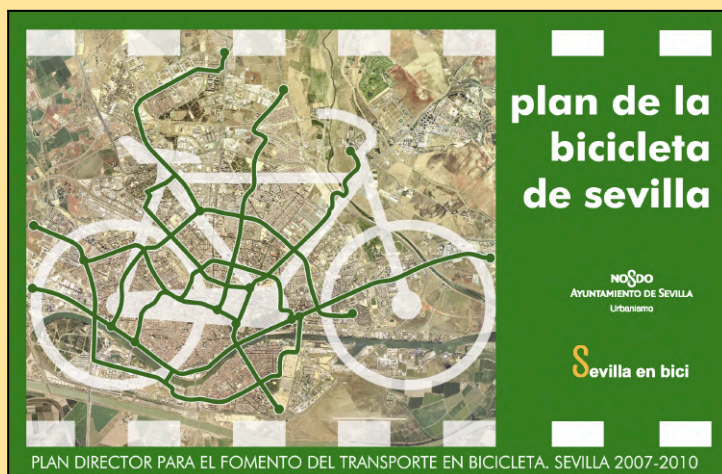 plan de la
bicicleta
de sevilla
NO8DO
AYUNTAMIENTO DE SEVILLA
Urbanismo
Sevilla en bici
PLAN DIRECTOR PARA EL FOMENTO DEL TRANSPORTE EN BICICLETA. SEVILLA 2007-2010